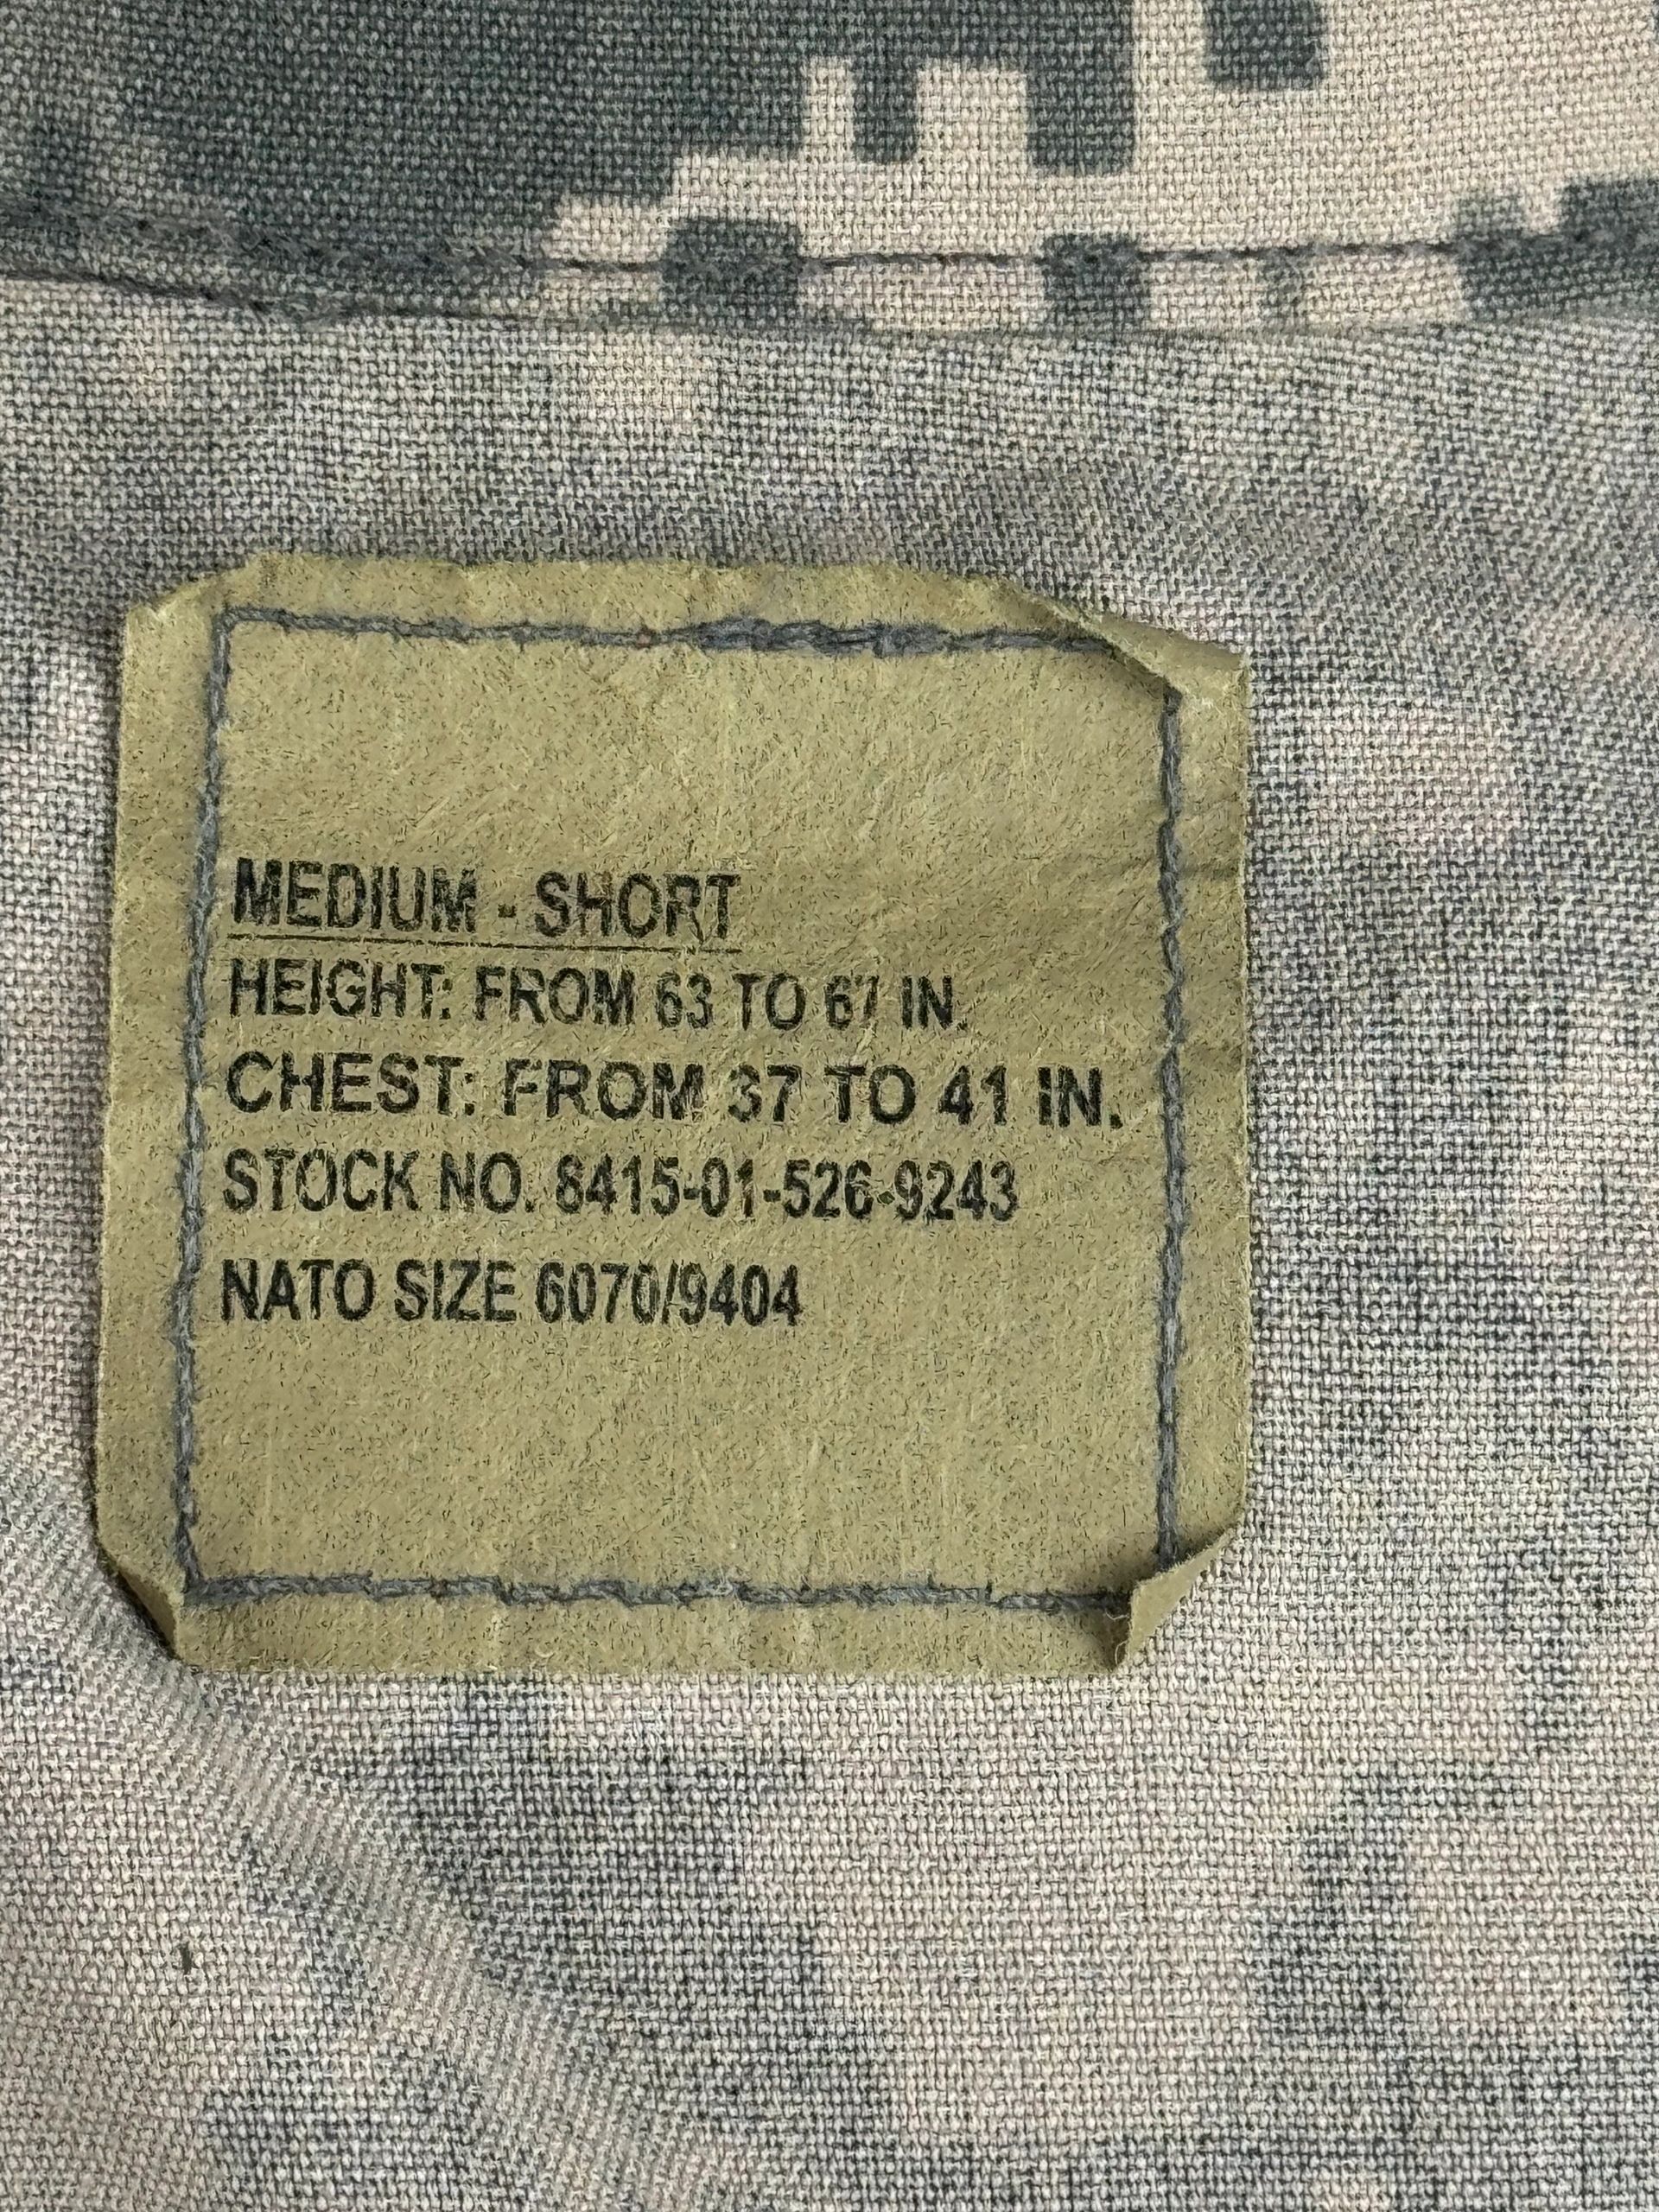 MEDIUM - SHORT
HEIGHT: FROM 63 TO 67 IN.
CHEST: FROM 37 TO 41 IN.
STOCK NO. 8415-01-526-9243
NATO SIZE 6070/9404